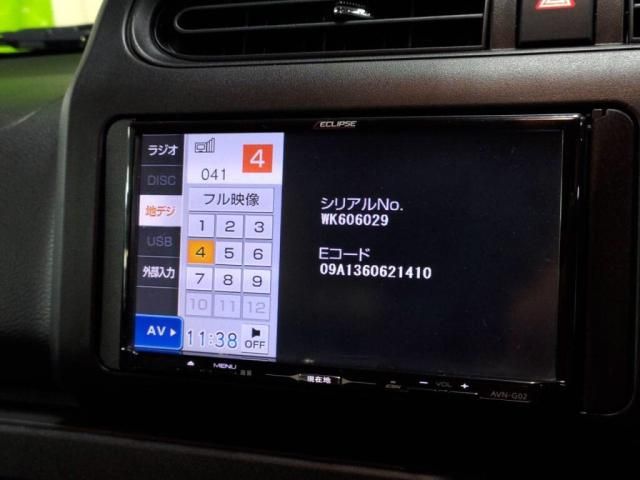 ECLIPSE
ラジオ
DISC
地デジ
USB
外部入力
AV
4
041
フル映像
1 2 3
4 5 6
7 8 9
10 11 12
11:38
OFF
シリアルNo.
WK606029
Eコード
09A1360621410
MENU
現在地
VOL
AVN-G02